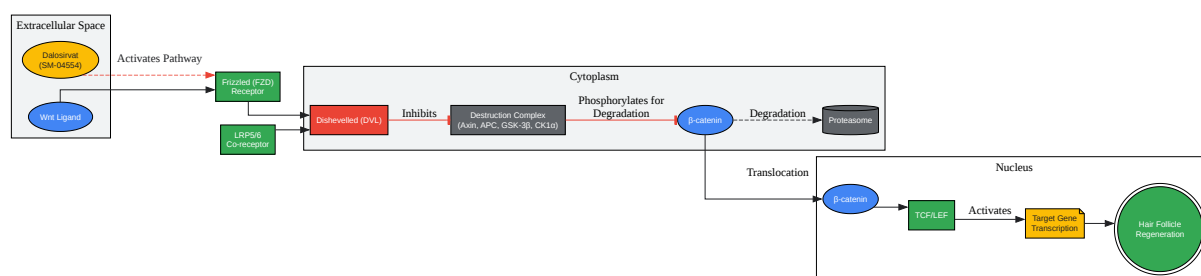 Extracellular Space
Dalosirvat
(SM-04554)
Wnt Ligand
Activates Pathway
Frizzled (FZD)
Receptor
LRP5/6
Co-receptor
Cytoplasm
Dishevelled (DVL)
Inhibits
Destruction Complex
(Axin, APC, GSK-3β, CK1α)
Phosphorylates for
Degradation
β-catenin
Degradation
Proteasome
Translocation
Nucleus
β-catenin
TCF/LEF
Activates
Target Gene
Transcription
Hair Follicle
Regeneration